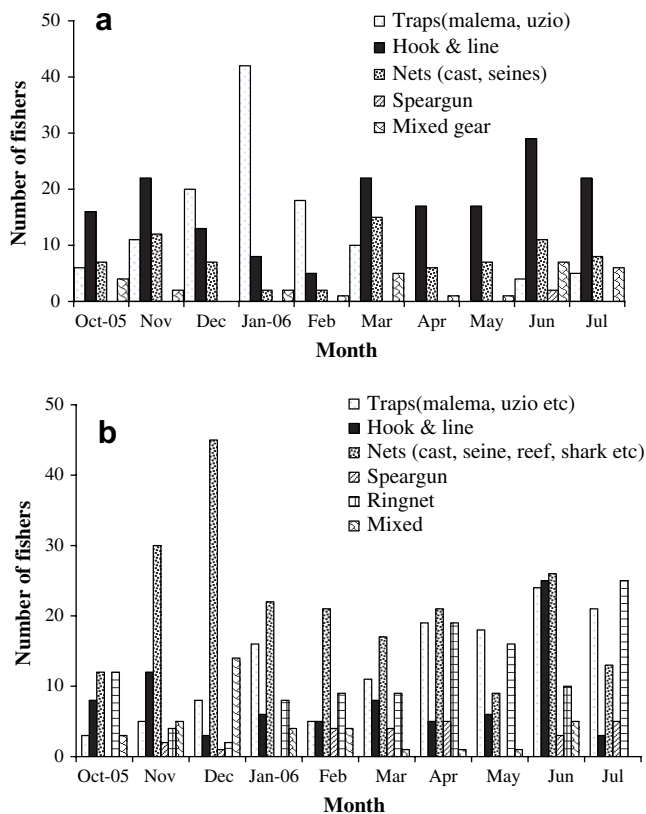 a
Traps(malema, uzio)
Hook & line
Nets (cast, seines)
Speargun
Mixed gear
Number of fishers
50
40
30
20
10
0
Oct-05 Nov Dec Jan-06 Feb Mar Apr May Jun Jul
Month
b
Traps(malema, uzio etc)
Hook & line
Nets (cast, seine, reef, shark etc)
Speargun
Ringnet
Mixed
Number of fishers
50
40
30
20
10
0
Oct-05 Nov Dec Jan-06 Feb Mar Apr May Jun Jul
Month